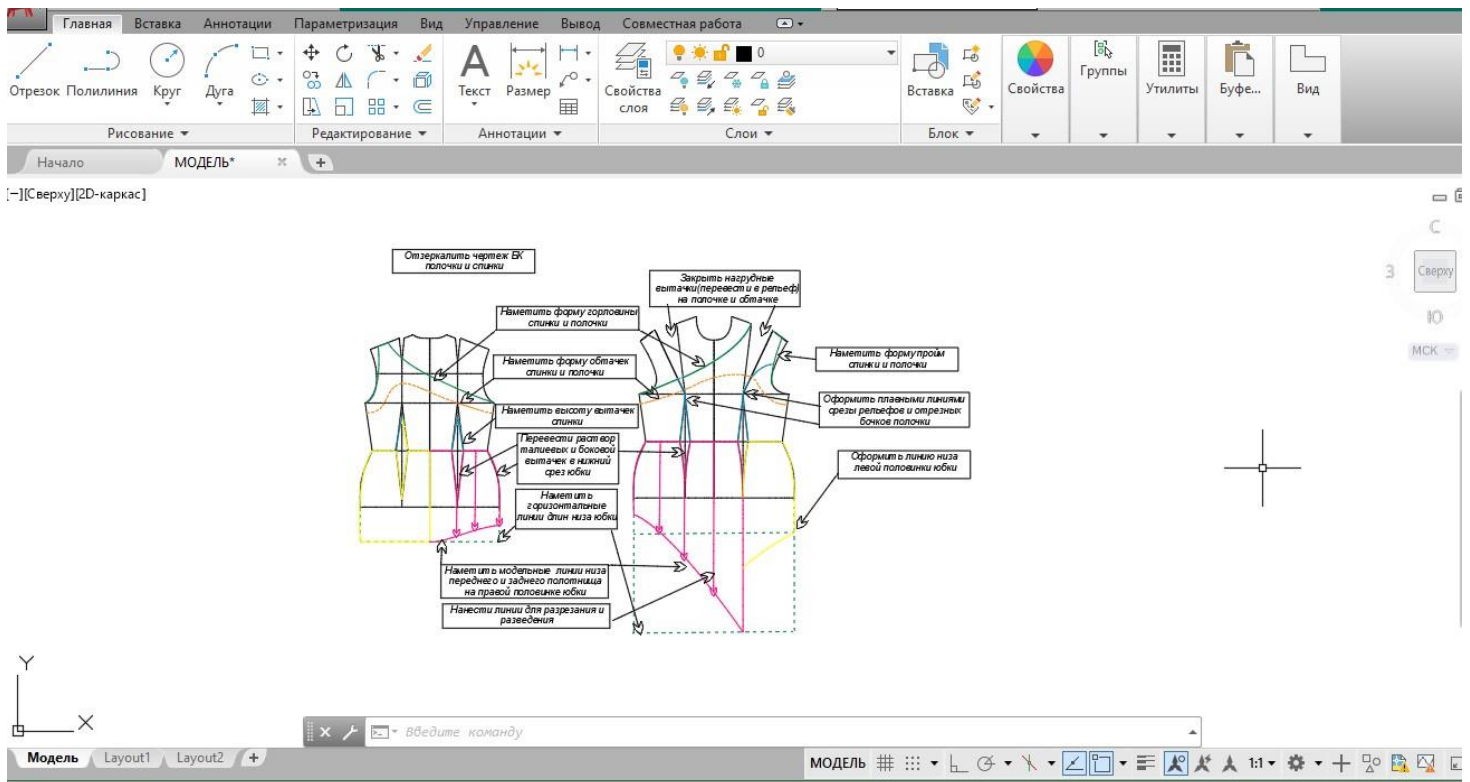 Главная Вставка Аннотации Параметризация Вид Управление Вывод Совместная работа
0
Отрезок Полилиния Круг Дуга
Текст Размер
Свойства
слоя
Вставка
Свойства
Группы
Утилиты
Буфе...
Вид
Рисование Редактирование Аннотации Слои Блок
Начало МОДЕЛЬ*
[−][Сверху][2D-каркас]
С
З Сверху
Ю
МСК
Отзеркалить чертеж БК
полочки и спинки
Закрыть нагрудные
вытачки(перевести в рельеф)
на полочке и обтачке
Наметить форму горловины
спинки и полочки
Наметить форму обтачек
спинки и полочки
Наметить форму пройм
спинки и полочки
Наметить высоту вытачек
спинки
Оформить плавными линиями
срезы рельефов и отрезных
бочков полочки
Перевести раствор
талиевых и боковой
вытачек в нижний
срез юбки
Оформить линию низа
левой половинки юбки
Наметить
горизонтальные
линии длин низа юбки
Наметить модельные линии низа
переднего и заднего полотнища
на правой половинке юбки
Нанести линии для разрезания и
разведения
Y
X
Введите команду
Модель Layout1 Layout2 +
МОДЕЛЬ 1:1